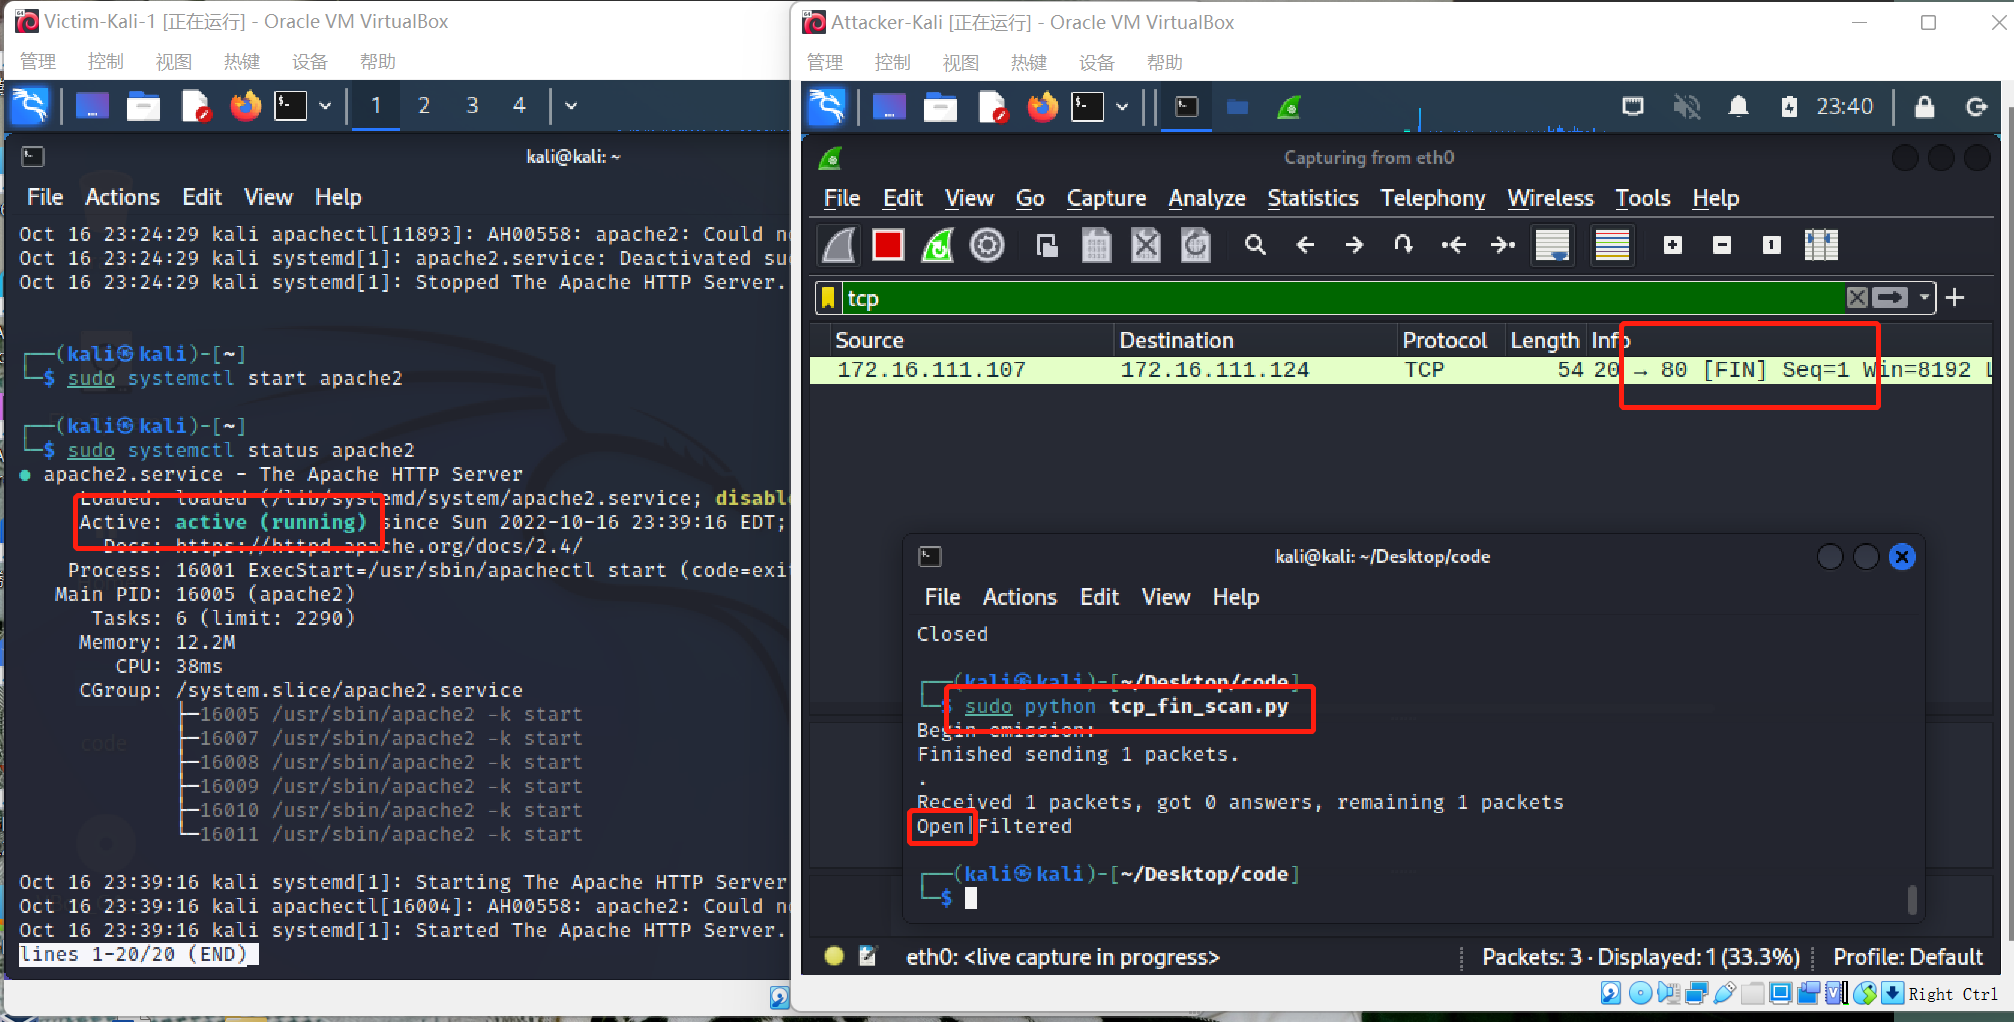 Victim-Kali-1 [正在运行] - Oracle VM VirtualBox
管理 控制 视图 热键 设备 帮助
1 2 3 4
kali@kali: ~
File Actions Edit View Help
Oct 16 23:24:29 kali apachectl[11893]: AH00558: apache2: Could
Oct 16 23:24:29 kali systemd[1]: apache2.service: Deactivated
Oct 16 23:24:29 kali systemd[1]: Stopped The Apache HTTP Server.
┌──(kali㉿kali)-[~]
└─$ sudo systemctl start apache2
┌──(kali㉿kali)-[~]
└─$ sudo systemctl status apache2
● apache2.service - The Apache HTTP Server
Loaded: loaded (/lib/systemd/system/apache2.service; disabl
Active: active (running) since Sun 2022-10-16 23:39:16 EDT;
Docs: https://httpd.apache.org/docs/2.4/
Process: 16001 ExecStart=/usr/sbin/apachectl start (code=exi
Main PID: 16005 (apache2)
Tasks: 6 (limit: 2290)
Memory: 12.2M
CPU: 38ms
CGroup: /system.slice/apache2.service
├─16005 /usr/sbin/apache2 -k start
├─16007 /usr/sbin/apache2 -k start
├─16008 /usr/sbin/apache2 -k start
├─16009 /usr/sbin/apache2 -k start
├─16010 /usr/sbin/apache2 -k start
└─16011 /usr/sbin/apache2 -k start
code
Oct 16 23:39:16 kali systemd[1]: Starting The Apache HTTP Server
Oct 16 23:39:16 kali apachectl[16004]: AH00558: apache2: Could
Oct 16 23:39:16 kali systemd[1]: Started The Apache HTTP Server.
lines 1-20/20 (END)
Attacker-Kali [正在运行] - Oracle VM VirtualBox
管理 控制 视图 热键 设备 帮助
23:40
Capturing from eth0
File Edit View Go Capture Analyze Statistics Telephony Wireless Tools Help
tcp
Source Destination Protocol Length Info
172.16.111.107 172.16.111.124 TCP 54 20 → 80 [FIN] Seq=1 Win=8192 L
kali@kali: ~/Desktop/code
File Actions Edit View Help
Closed
┌──(kali㉿kali)-[~/Desktop/code]
└─$ sudo python tcp_fin_scan.py
Begin emission:
Finished sending 1 packets.
.
Received 1 packets, got 0 answers, remaining 1 packets
Open|Filtered
┌──(kali㉿kali)-[~/Desktop/code]
└─$
eth0: <live capture in progress> Packets: 3 · Displayed: 1 (33.3%) Profile: Default
Right Ctrl